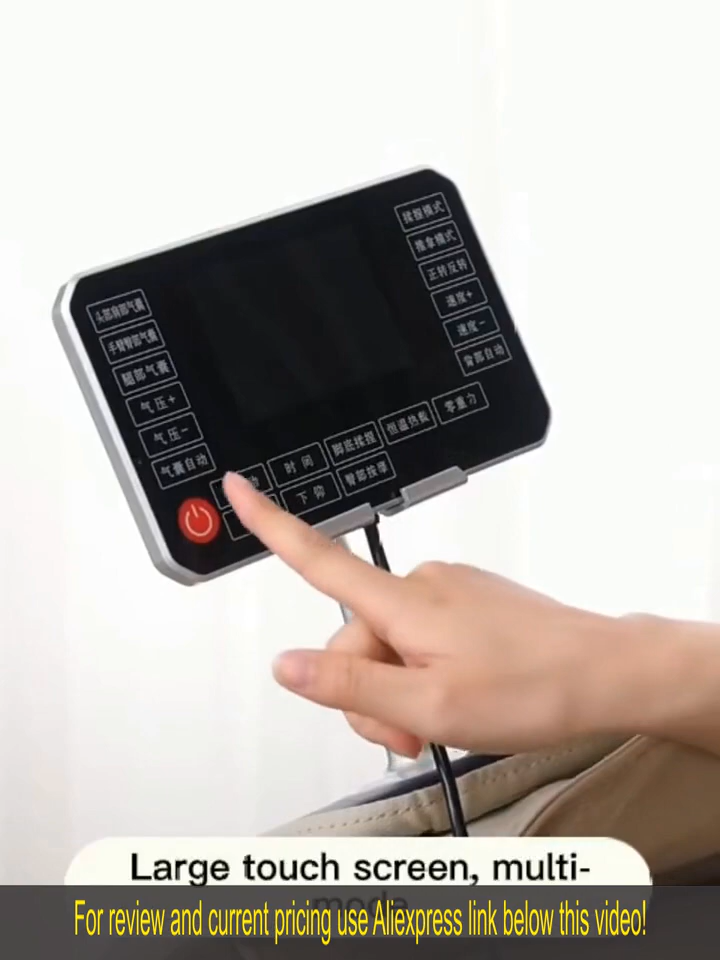 揉捏模式
推拿模式
正转反转
速度+
速度-
背部自动
头部肩部气囊
手臂臀部气囊
腿部气囊
气压+
气压-
气囊自动
时间
脚底揉捏
恒温热敷
零重力
下仰
臀部按摩
Large touch screen, multi-
For review and current pricing use Aliexpress link below this video!